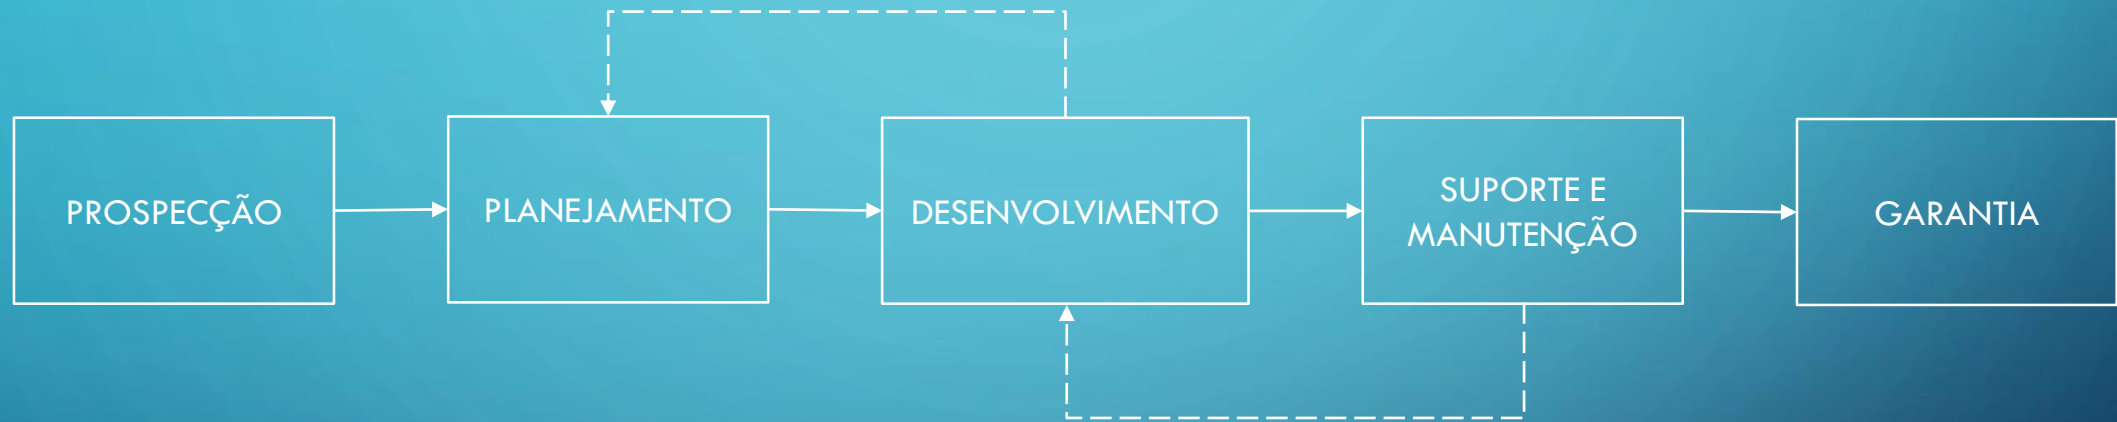 PROSPECÇÃO
PLANEJAMENTO
DESENVOLVIMENTO
SUPORTE E
MANUTENÇÃO
GARANTIA